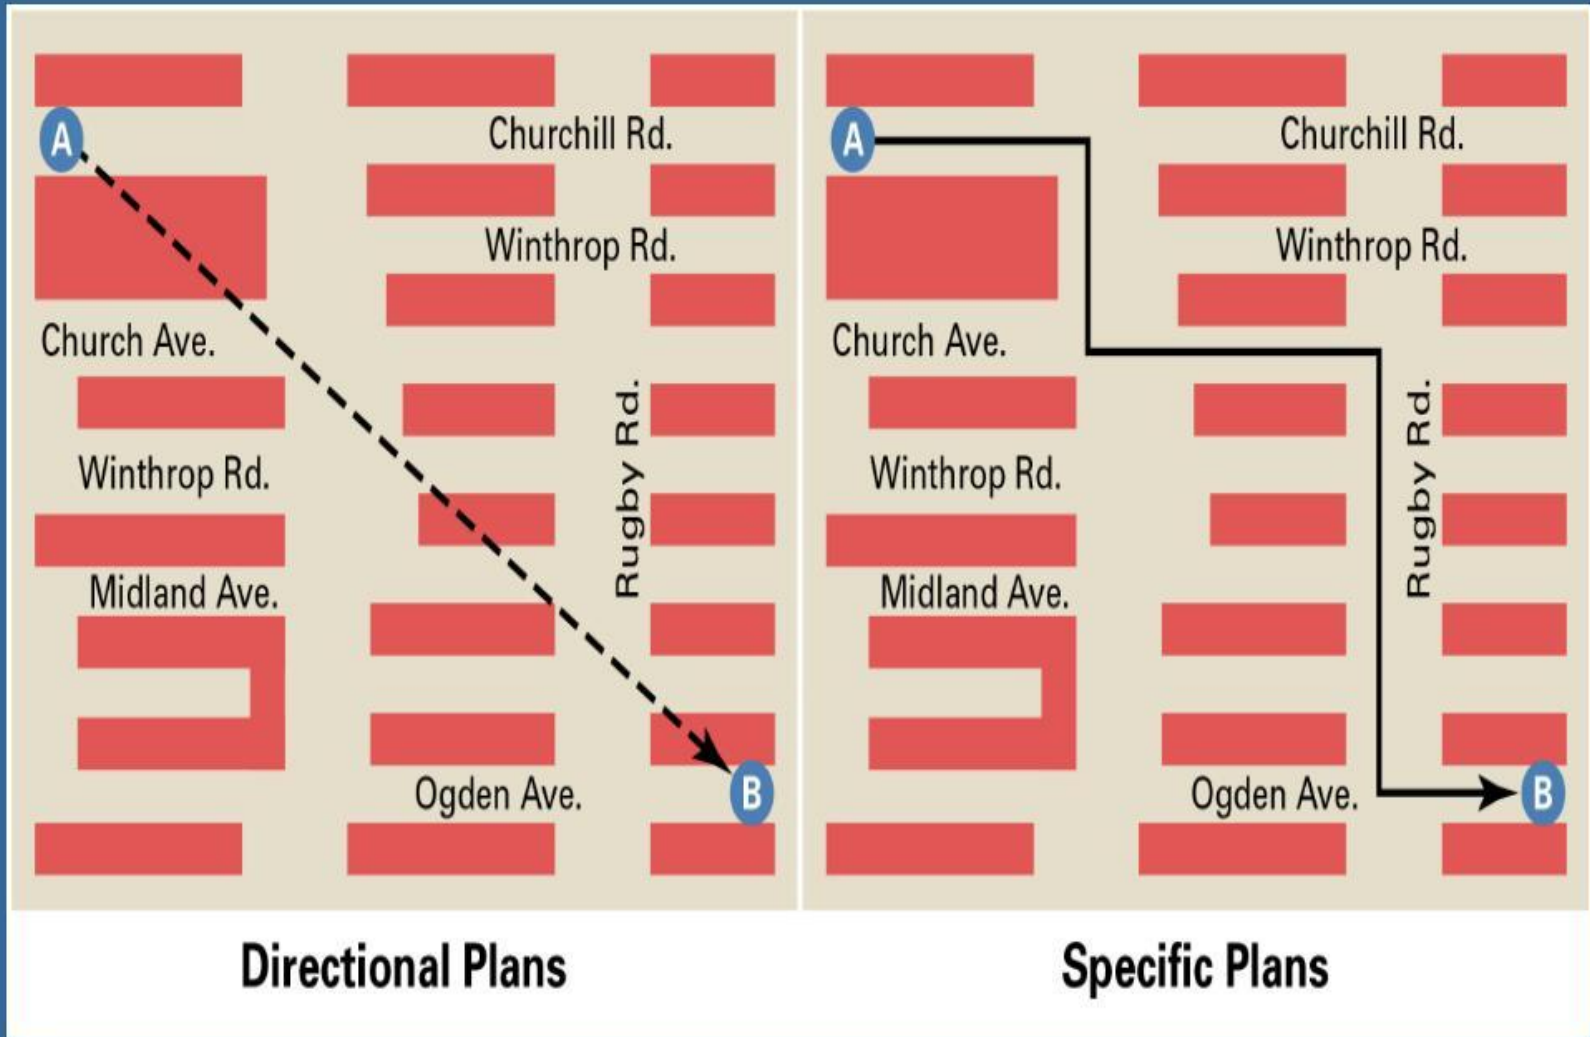 A
Churchill Rd.
Winthrop Rd.
Church Ave.
Winthrop Rd.
Rugby Rd.
Midland Ave.
Ogden Ave.
B
Directional Plans
A
Churchill Rd.
Winthrop Rd.
Church Ave.
Winthrop Rd.
Rugby Rd.
Midland Ave.
Ogden Ave.
B
Specific Plans